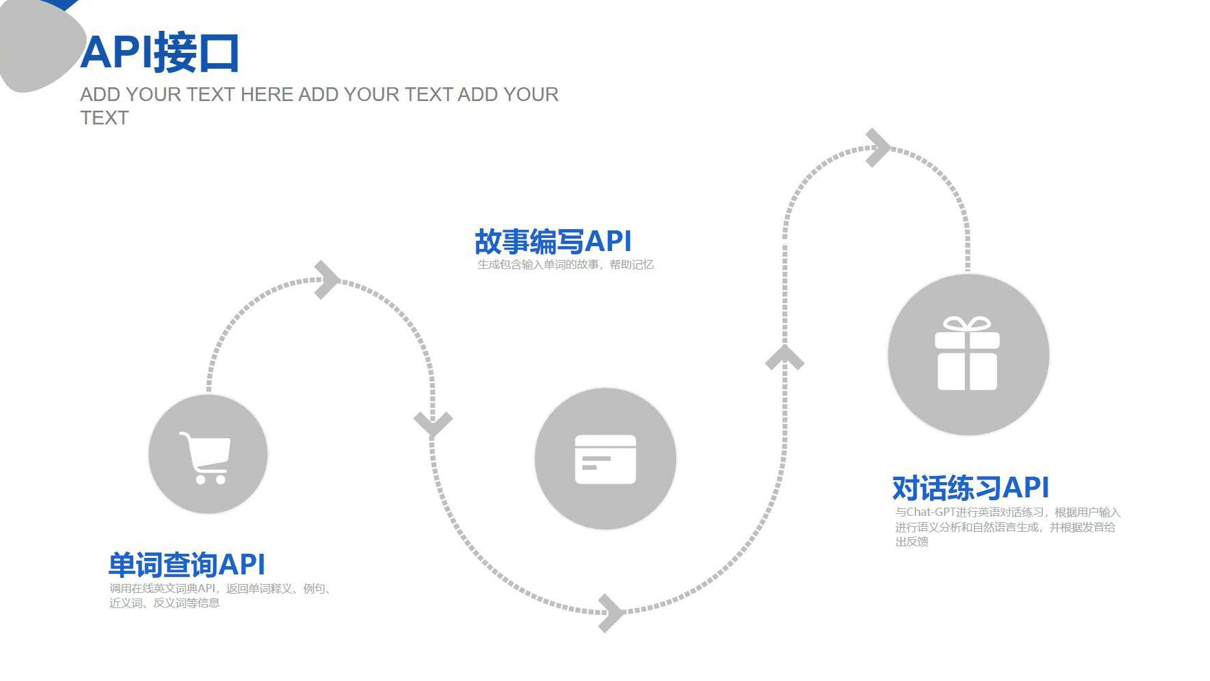 API接口
ADD YOUR TEXT HERE ADD YOUR TEXT ADD YOUR
TEXT
故事编写API
生成包含输入单词的故事，帮助记忆
单词查询API
调用在线英文词典API，返回单词释义、例句、
近义词、反义词等信息
对话练习API
与Chat-GPT进行英语对话练习，根据用户输入
进行语义分析和自然语言生成，并根据发音给
出反馈